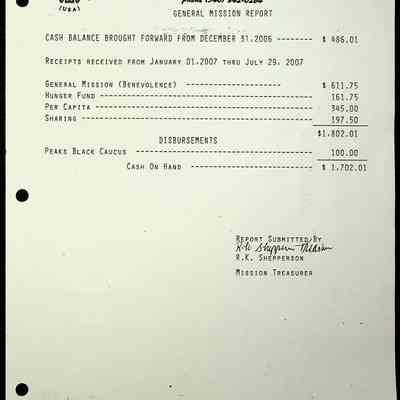 (USA)
GENERAL MISSION REPORT
CASH BALANCE BROUGHT FORWARD FROM DECEMBER 31.2006 -------- $ 486.01
RECEIPTS RECEIVED FROM JANUARY 01.2007 THRU JULY 29. 2007
GENERAL MISSION (BENEVOLENCE) -------------------- $ 611.75
HUNGER FUND ------------------------------------------ 161.75
PER CAPITA ------------------------------------------- 345.00
SHARING ---------------------------------------------- 197.50
$1.802.01
DISBURSEMENTS
PEAKS BLACK CAUCUS ----------------------------------- 100.00
CASH ON HAND -------------------------- $ 1.702.01
REPORT SUBMITTED BY
R.K. SHEPPERSON
MISSION TREASURER